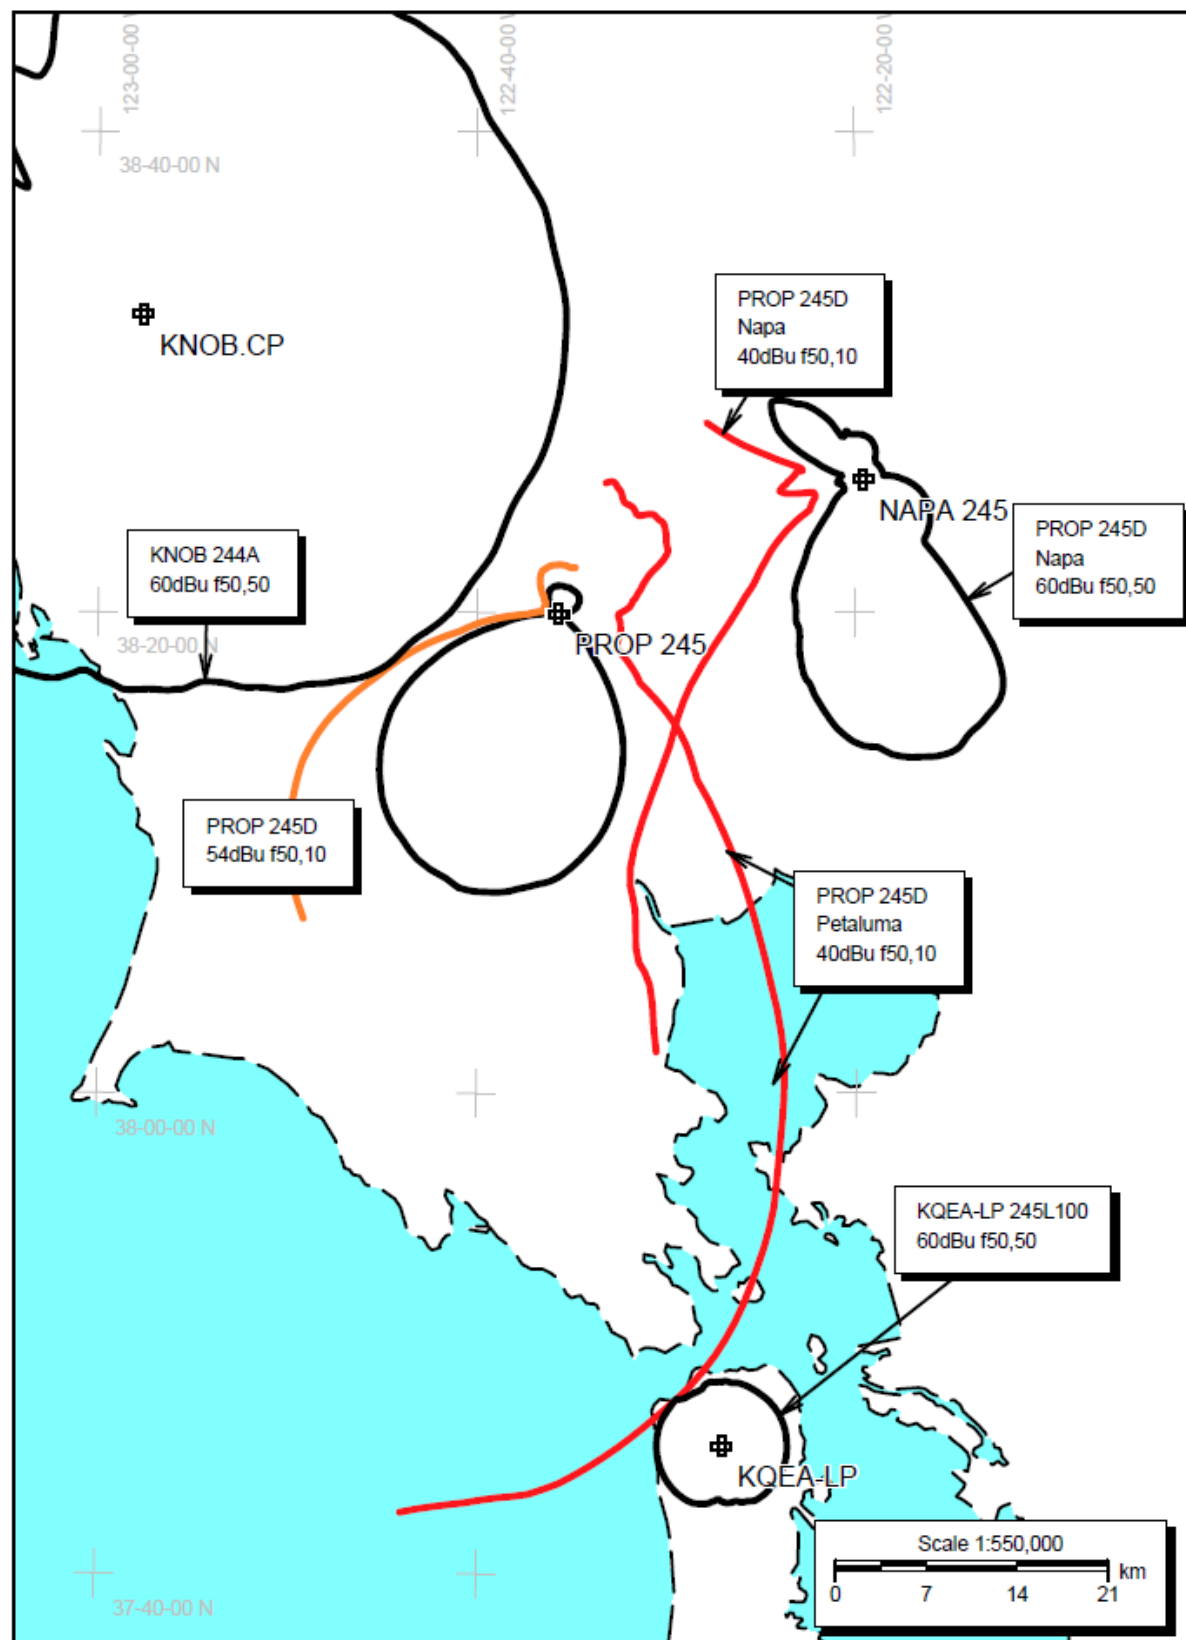 123-00-00 W
122-40-00 W
122-20-00 W
38-40-00 N
PROP 245D
Napa
40dBu f50,10
KNOB.CP
NAPA 245
PROP 245D
Napa
60dBu f50,50
KNOB 244A
60dBu f50,50
38-20-00 N
PROP 245
PROP 245D
54dBu f50,10
PROP 245D
Petaluma
40dBu f50,10
38-00-00 N
KQEA-LP 245L100
60dBu f50,50
KQEA-LP
Scale 1:550,000
km
0 7 14 21
37-40-00 N